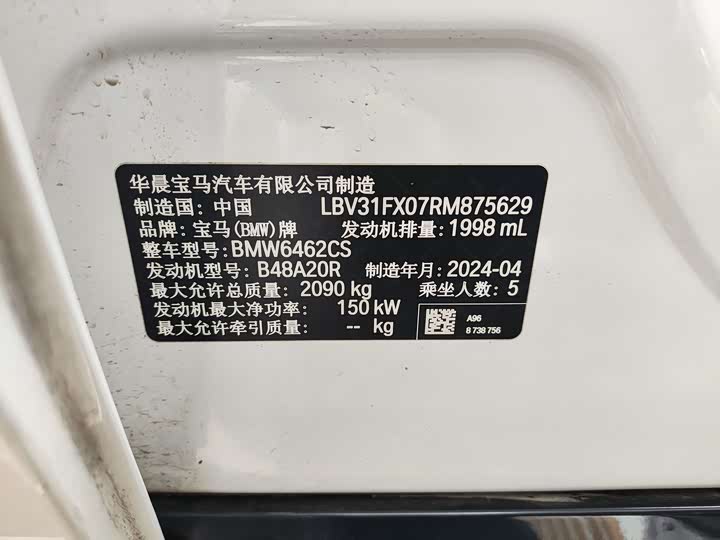 华晨宝马汽车有限公司制造
制造国: 中国 LBV31FX07RM875629
品牌: 宝马(BMW)牌 发动机排量: 1998 mL
整车型号: BMW6462CS
发动机型号: B48A20R 制造年月: 2024-04
最大允许总质量: 2090 kg 乘坐人数: 5
发动机最大净功率: 150 kW
最大允许牵引质量: -- kg
A96
8 738 756